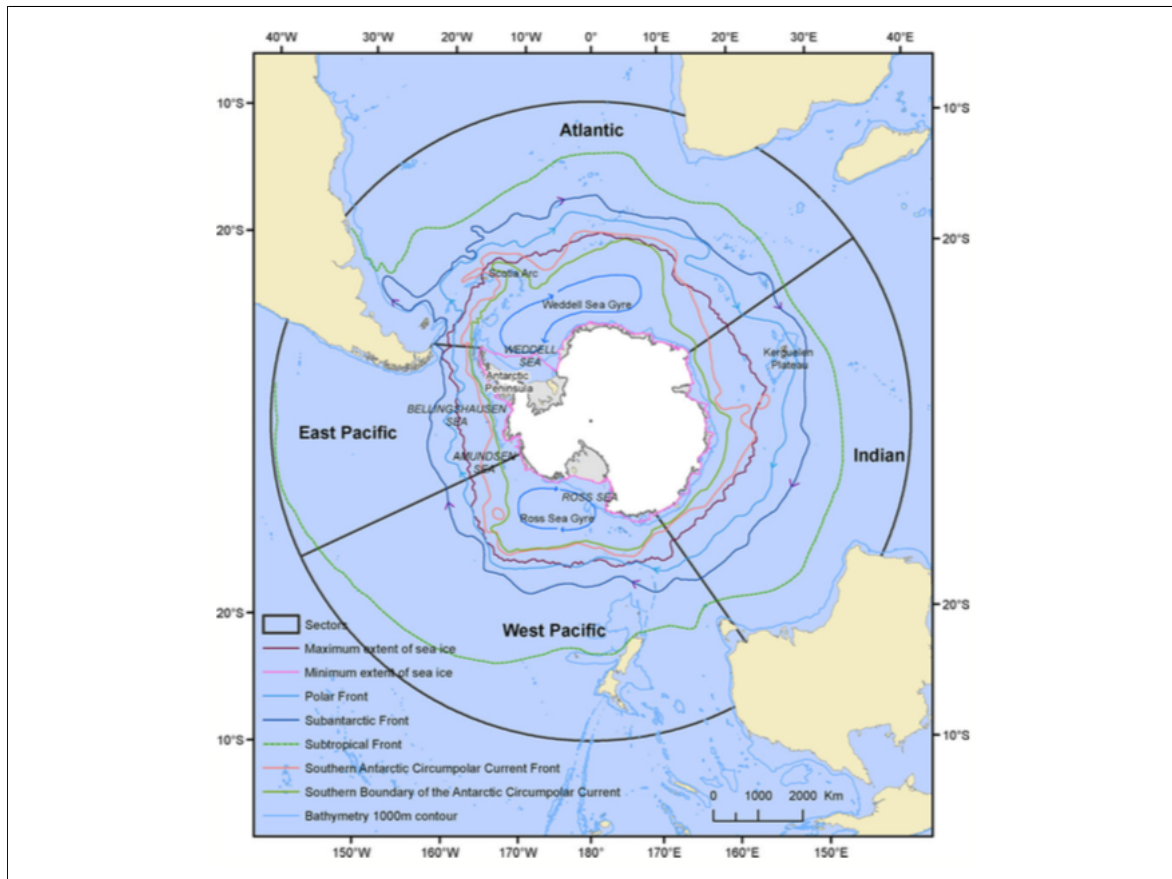 40°W 30°W 20°W 10°W 0° 10°E 20°E 30°E 40°E
10°S 10°S
Atlantic
20°S 20°S
Scotia Arc
Weddell Sea Gyre
WEDDELL
SEA
Kerguelen
Plateau
Antarctic
Peninsula
BELLINGSHAUSEN
SEA
East Pacific
AMUNDSEN
SEA
Indian
ROSS SEA
Ross Sea Gyre
20°S 20°S
West Pacific
Sectors
Maximum extent of sea ice
Minimum extent of sea ice
Polar Front
Subantarctic Front
10°S 10°S
Subtropical Front
Southern Antarctic Circumpolar Current Front
Southern Boundary of the Antarctic Circumpolar Current
0 1000 2000 Km
Bathymetry 1000m contour
150°W 160°W 170°W 180° 170°E 160°E 150°E